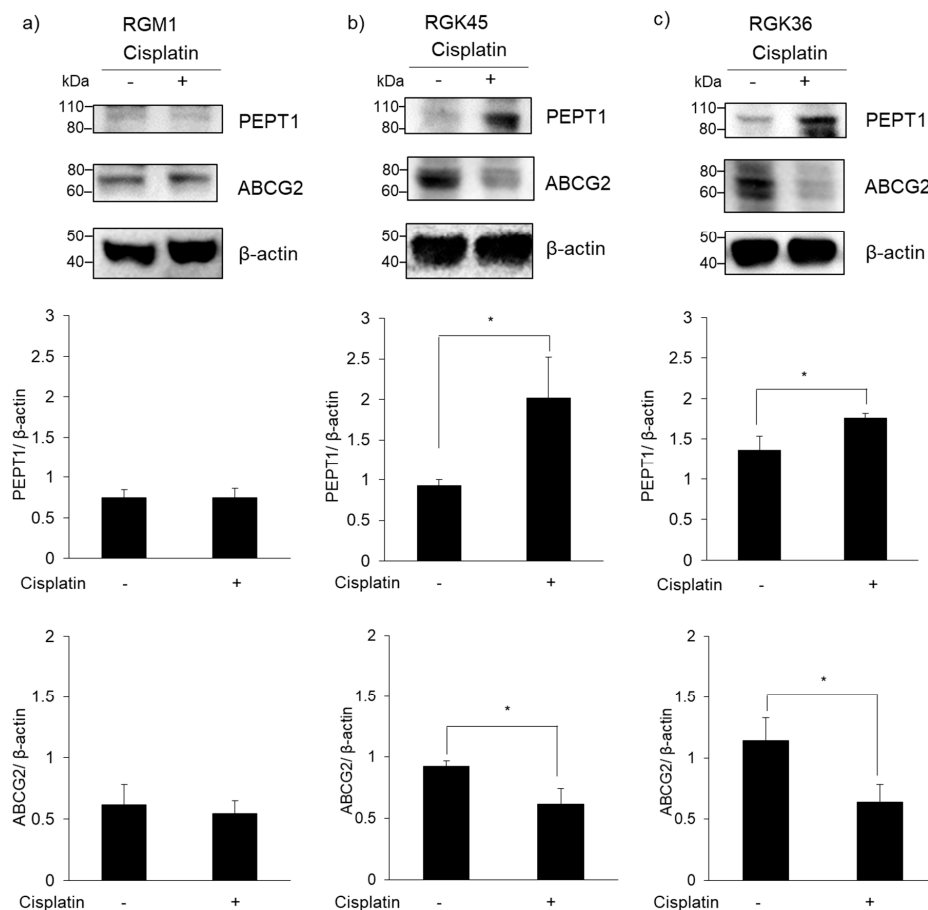 a)
RGM1
Cisplatin
kDa - +
110
80
PEPT1
80
60
ABCG2
50
40
β-actin
b)
RGK45
Cisplatin
kDa - +
110
80
PEPT1
80
60
ABCG2
50
40
β-actin
c)
RGK36
Cisplatin
kDa - +
110
80
PEPT1
80
60
ABCG2
50
40
β-actin
PEPT1/ β-actin
3
2.5
2
1.5
1
0.5
0
Cisplatin - +
PEPT1/ β-actin
3
2.5
2
1.5
1
0.5
0
*
Cisplatin - +
PEPT1/ β-actin
3
2.5
2
1.5
1
0.5
0
*
Cisplatin - +
ABCG2/ β-actin
2
1.5
1
0.5
0
Cisplatin - +
ABCG2/ β-actin
2
1.5
1
0.5
0
*
Cisplatin - +
ABCG2/ β-actin
2
1.5
1
0.5
0
*
Cisplatin - +